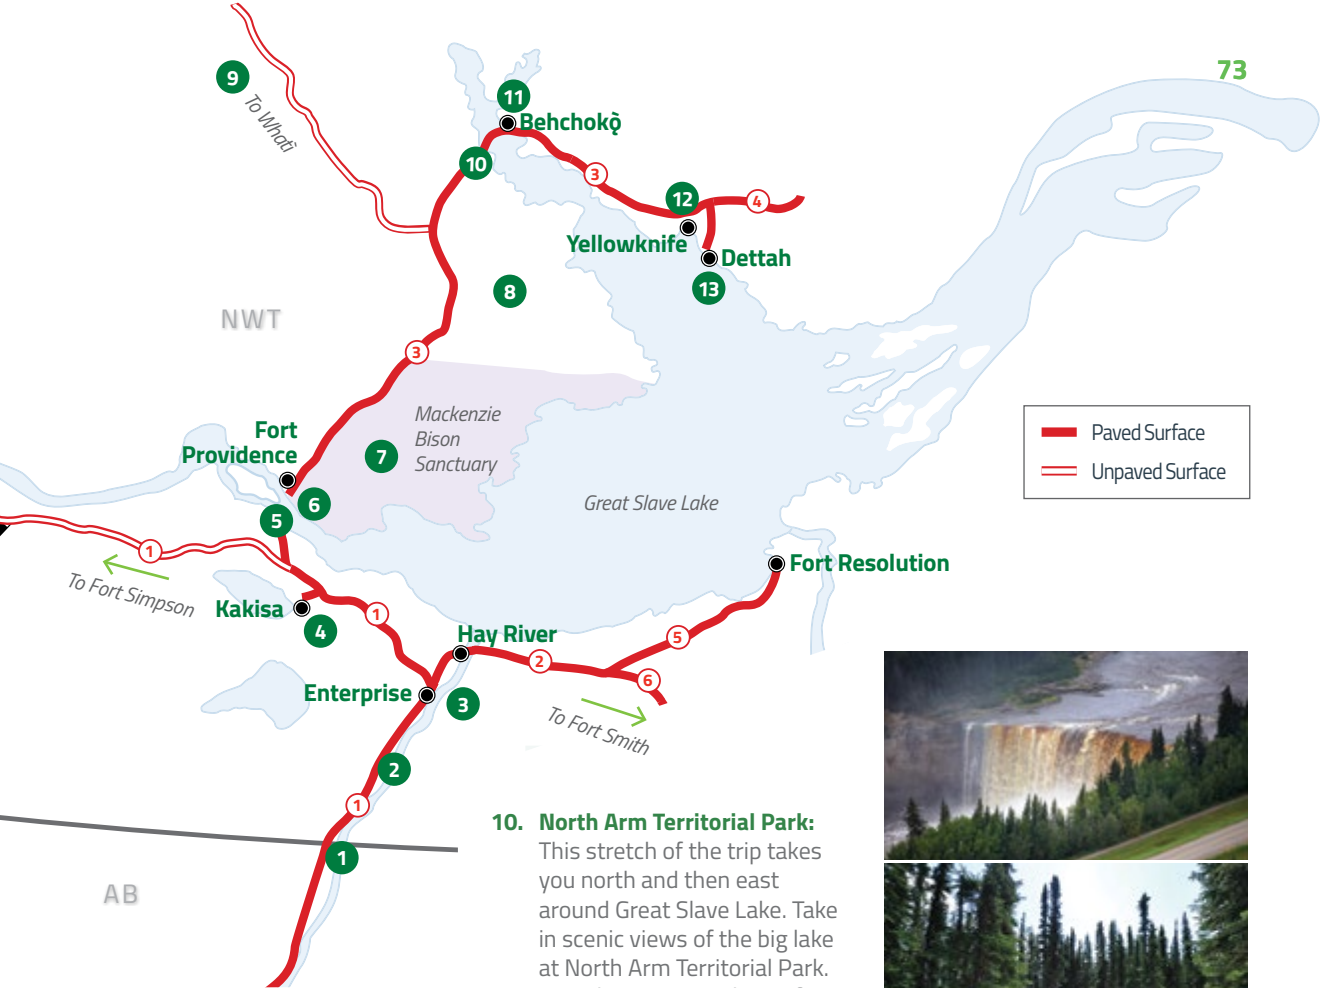 73
9
To Whatì
11
Behchokǫ̀
10
3
12
4
Yellowknife
Dettah
13
8
NWT
3
Mackenzie
Bison
Sanctuary
7
Fort
Providence
6
5
Great Slave Lake
Paved Surface
Unpaved Surface
1
To Fort Simpson
Kakisa
4
1
Fort Resolution
Hay River
2
5
6
Enterprise
3
To Fort Smith
2
1
1
AB
10. North Arm Territorial Park:
This stretch of the trip takes
you north and then east
around Great Slave Lake. Take
in scenic views of the big lake
at North Arm Territorial Park.